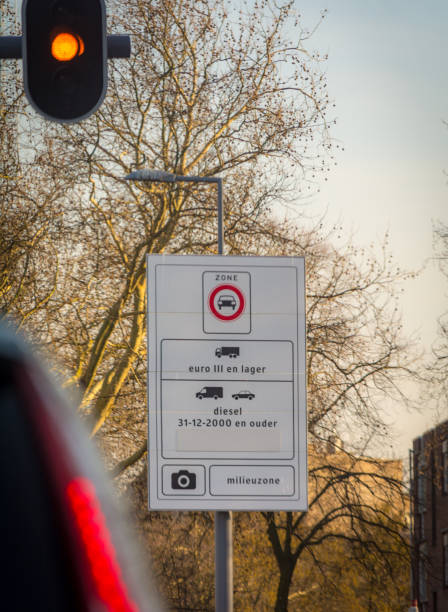 ZONE
euro III en lager
diesel
31-12-2000 en ouder
milieuzone